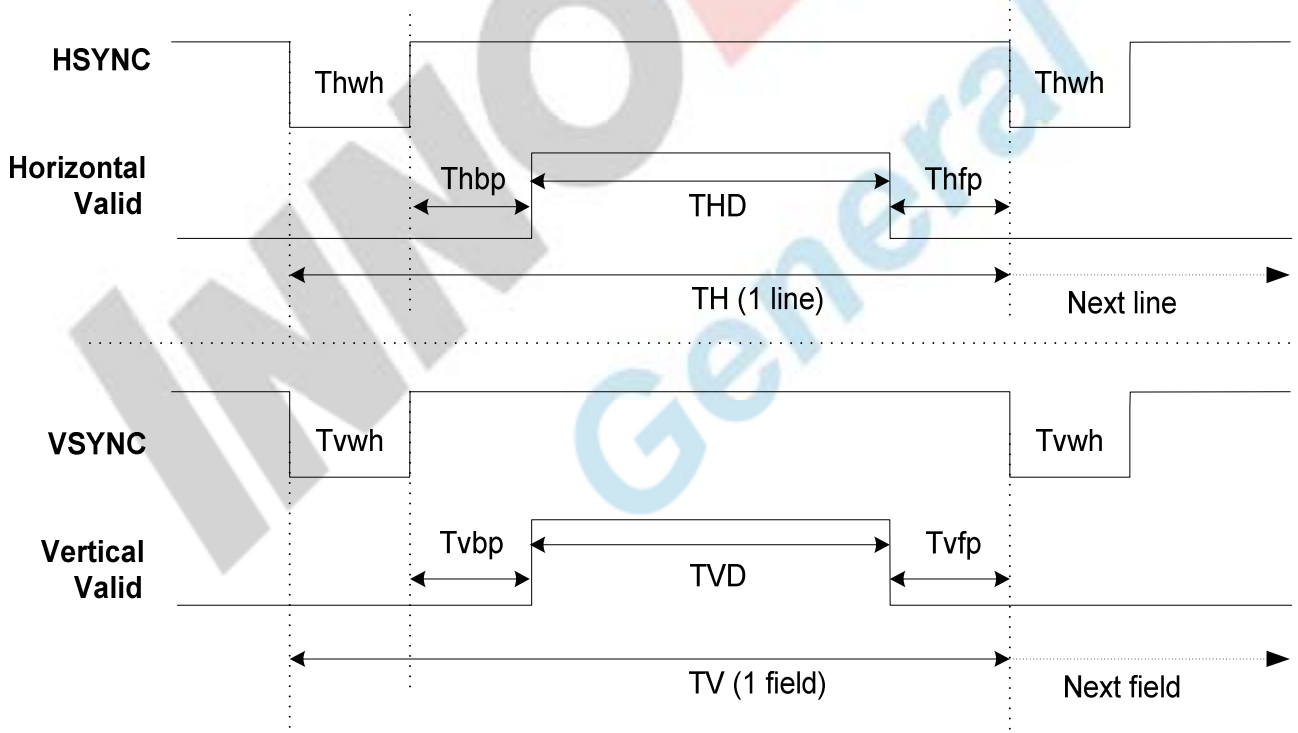 HSYNC
Thwh
Thwh
Horizontal
Valid
Thbp
THD
Thfp
TH (1 line)
Next line
VSYNC
Tvwh
Tvwh
Vertical
Valid
Tvbp
TVD
Tvfp
TV (1 field)
Next field
INNO
General